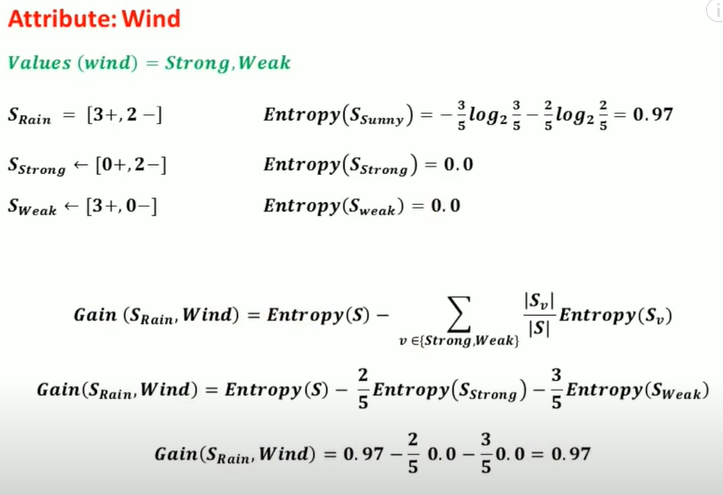 Attribute: Wind
Values (wind) = Strong, Weak
S_Rain = [3+, 2 −] Entropy(S_Sunny) = −3/5 log₂ 3/5 − 2/5 log₂ 2/5 = 0.97
S_Strong ← [0+, 2−] Entropy(S_Strong) = 0.0
S_Weak ← [3+, 0−] Entropy(S_weak) = 0.0
Gain (S_Rain, Wind) = Entropy(S) − ∑ v ∈{Strong,Weak} |S_v|/|S| Entropy(S_v)
Gain(S_Rain, Wind) = Entropy(S) − 2/5 Entropy(S_Strong) − 3/5 Entropy(S_Weak)
Gain(S_Rain, Wind) = 0.97 − 2/5 0.0 − 3/5 0.0 = 0.97